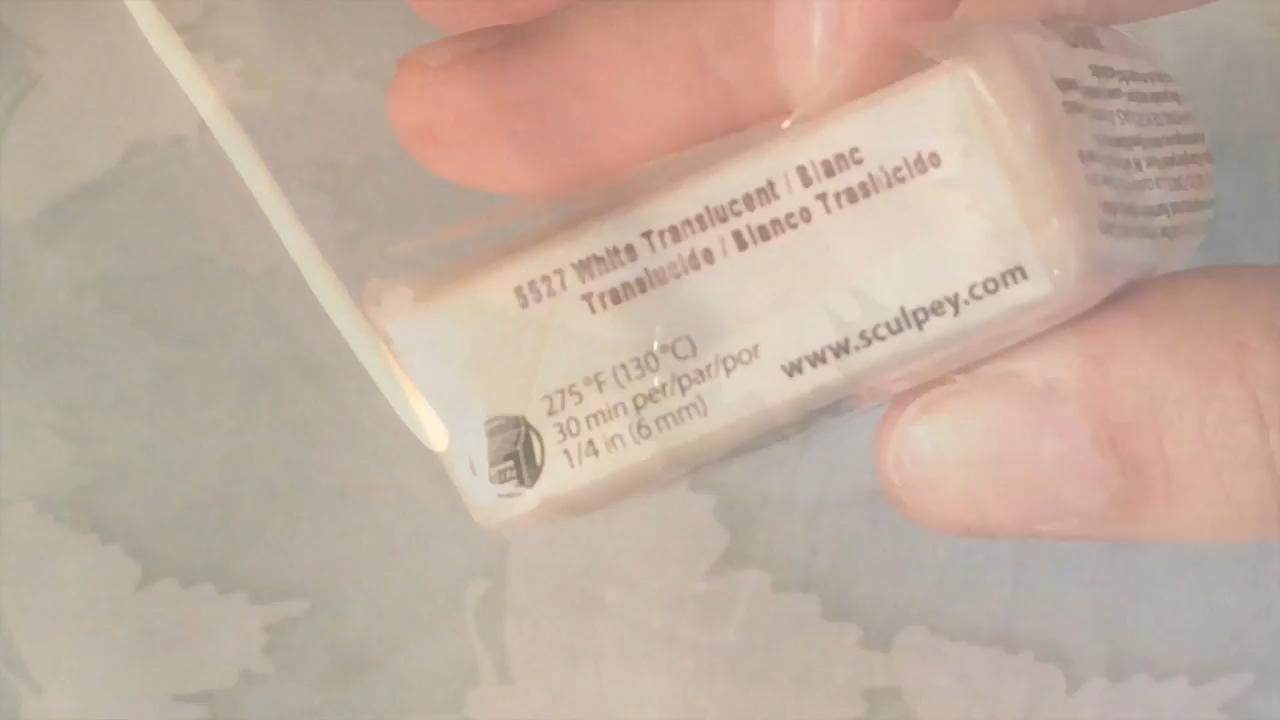 5527 White Translucent / Blanc
Translucide / Blanco Traslúcido
275°F (130°C)
30 min per/par/por
1/4 in (6 mm)
www.sculpey.com